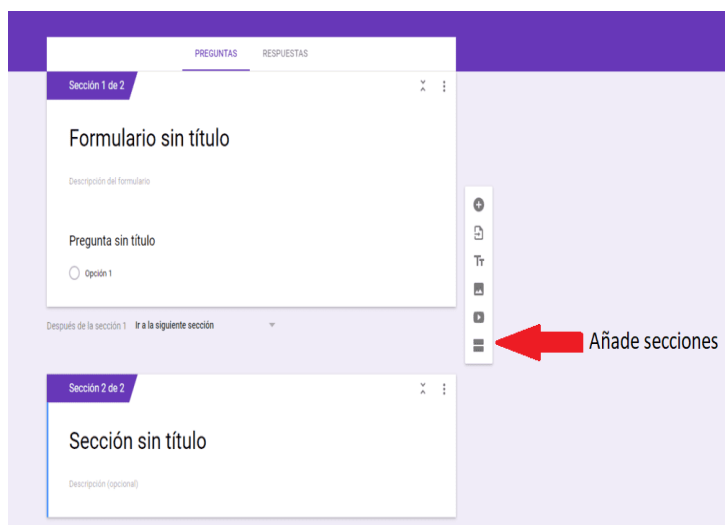 PREGUNTAS RESPUESTAS
Sección 1 de 2
Formulario sin título
Descripción del formulario
Pregunta sin título
Opción 1
Tт
Después de la sección 1 Ir a la siguiente sección
Añade secciones
Sección 2 de 2
Sección sin título
Descripción (opcional)